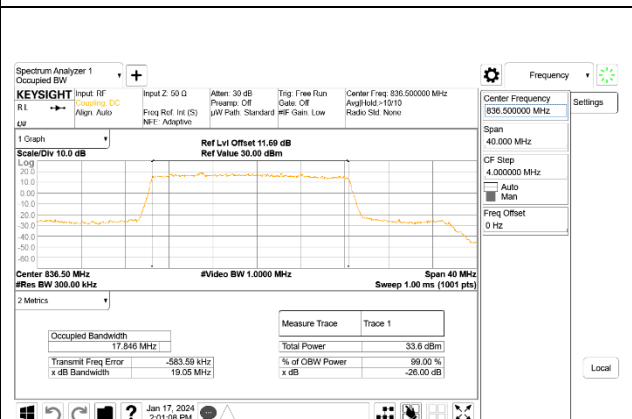 Spectrum Analyzer 1
Occupied BW
+
Frequency
KEYSIGHT
Input: RF
Input Z: 50 Ω
Atten: 30 dB
Trig: Free Run
Center Freq: 836.500000 MHz
RL
Coupling: DC
Preamp: Off
Gate: Off
Avg|Hold:>10/10
Align: Auto
Freq Ref: Int (S)
µW Path: Standard
#IF Gain: Low
Radio Std: None
NFE: Adaptive
Center Frequency
836.500000 MHz
Settings
Span
40.000 MHz
CF Step
4.000000 MHz
Auto
Man
Freq Offset
0 Hz
1 Graph
Ref Lvl Offset 11.69 dB
Scale/Div 10.0 dB
Ref Value 30.00 dBm
Log
20.0
10.0
0.00
-10.0
-20.0
-30.0
-40.0
-50.0
-60.0
Center 836.50 MHz
#Video BW 1.0000 MHz
Span 40 MHz
#Res BW 300.00 kHz
Sweep 1.00 ms (1001 pts)
2 Metrics
Measure Trace
Trace 1
Occupied Bandwidth
17.846 MHz
Total Power
33.6 dBm
Transmit Freq Error
-583.59 kHz
% of OBW Power
99.00 %
x dB Bandwidth
19.05 MHz
x dB
-26.00 dB
Local
?
Jan 17, 2024
2:01:08 PM